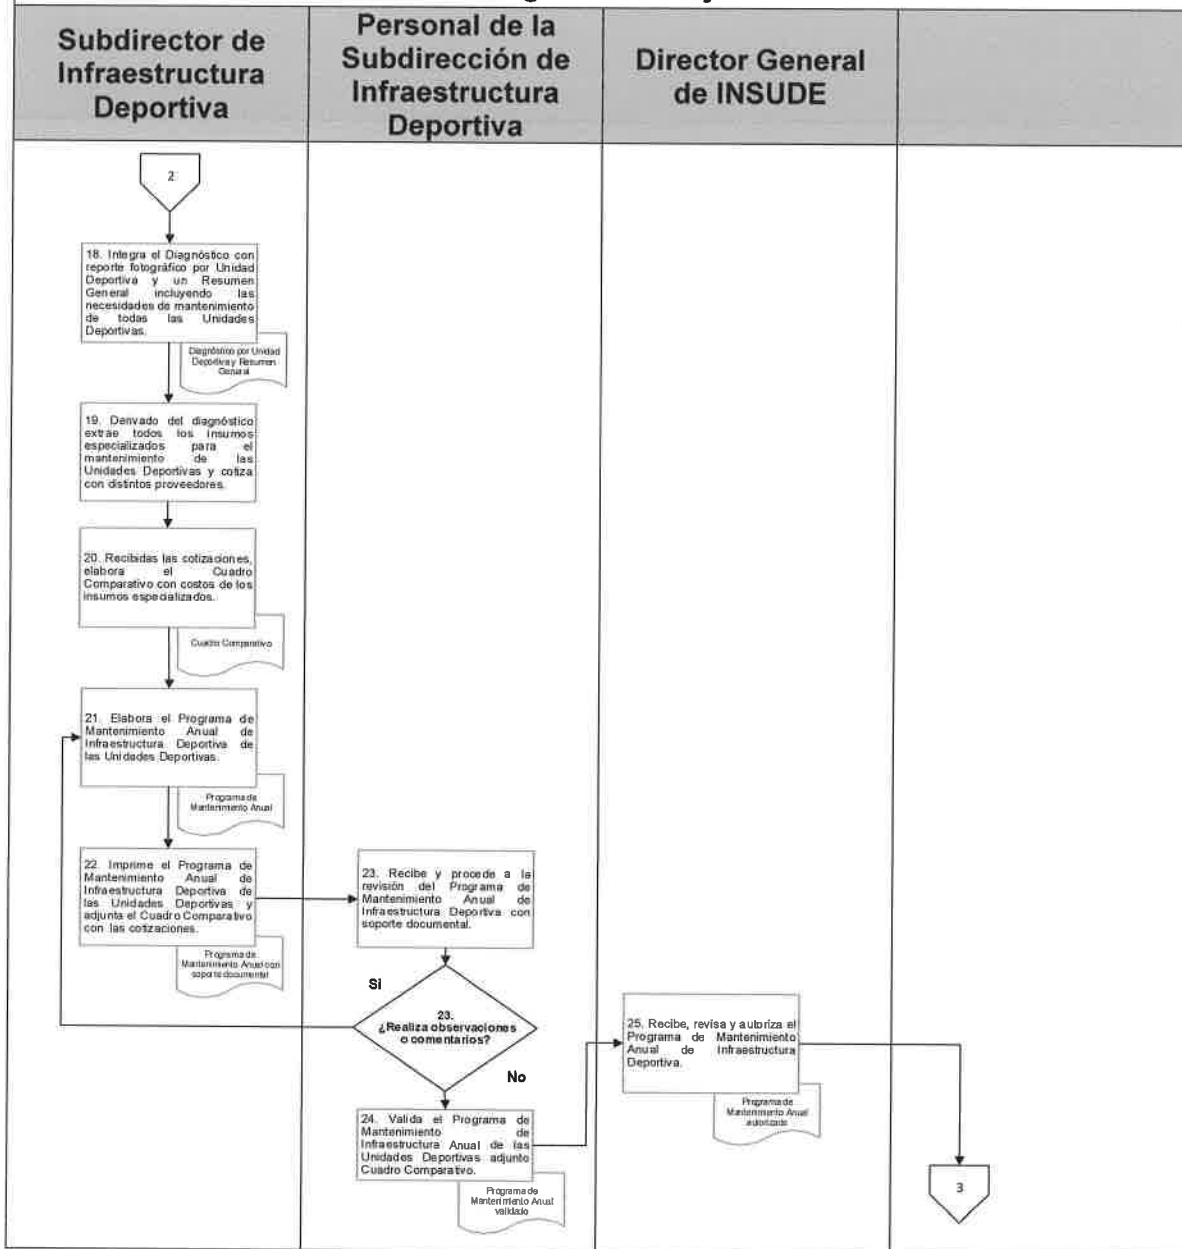 Subdirector de
Infraestructura
Deportiva
Personal de la
Subdirección de
Infraestructura
Deportiva
Director General
de INSUDE
2
18. Integra el Diagnóstico con
reporte fotográfico por Unidad
Deportiva y un Resumen
General incluyendo las
necesidades de mantenimiento
de todas las Unidades
Deportivas.
Diagnóstico por Unidad
Deportiva y Resumen
General
19. Derivado del diagnóstico
extrae todos los insumos
especializados para el
mantenimiento de las
Unidades Deportivas y cotiza
con distintos proveedores.
20. Recibidas las cotizaciones,
elabora el Cuadro
Comparativo con costos de los
insumos especializados.
Cuadro Comparativo
21. Elabora el Programa de
Mantenimiento Anual de
Infraestructura Deportiva de
las Unidades Deportivas.
Programa de
Mantenimiento Anual
22. Imprime el Programa de
Mantenimiento Anual de
Infraestructura Deportiva de
las Unidades Deportivas y
adjunta el Cuadro Comparativo
con las cotizaciones.
Programa de
Mantenimiento Anual con
soporte documental
23. Recibe y procede a la
revisión del Programa de
Mantenimiento Anual de
Infraestructura Deportiva con
soporte documental.
Si
23.
¿Realiza observaciones
o comentarios?
No
24. Valida el Programa de
Mantenimiento de
Infraestructura Anual de las
Unidades Deportivas adjunto
Cuadro Comparativo.
Programa de
Mantenimiento Anual
validado
25. Recibe, revisa y autoriza el
Programa de Mantenimiento
Anual de Infraestructura
Deportiva.
Programa de
Mantenimiento Anual
autorizado
3